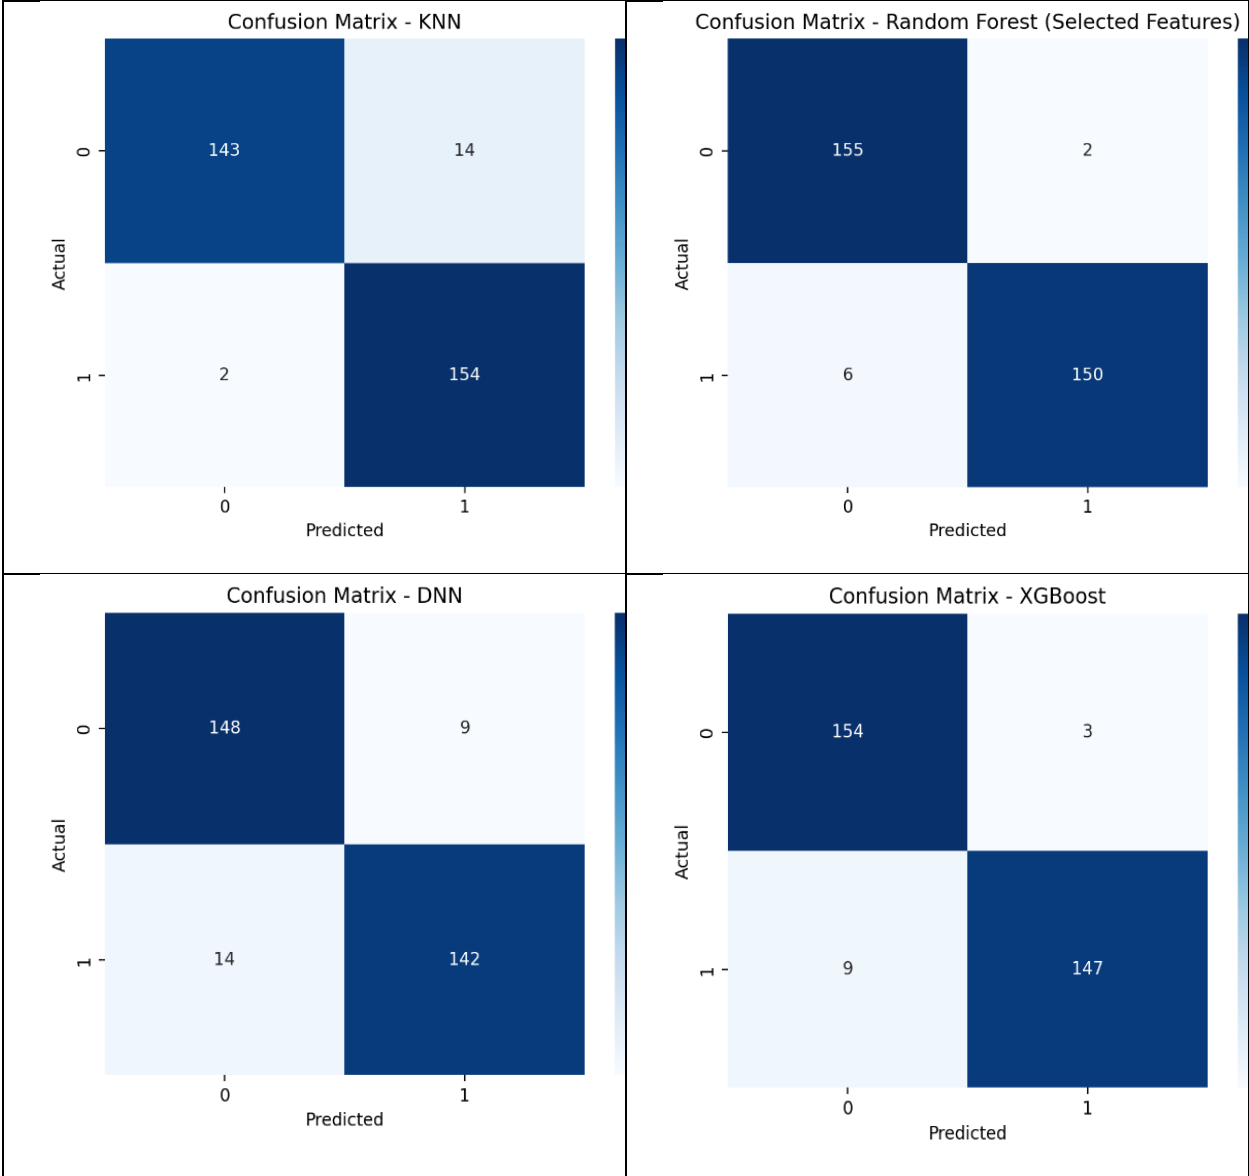 Confusion Matrix - KNN
0
143
14
Actual
1
2
154
0
1
Predicted
Confusion Matrix - Random Forest (Selected Features)
0
155
2
Actual
1
6
150
0
1
Predicted
Confusion Matrix - DNN
0
148
9
Actual
1
14
142
0
1
Predicted
Confusion Matrix - XGBoost
0
154
3
Actual
1
9
147
0
1
Predicted